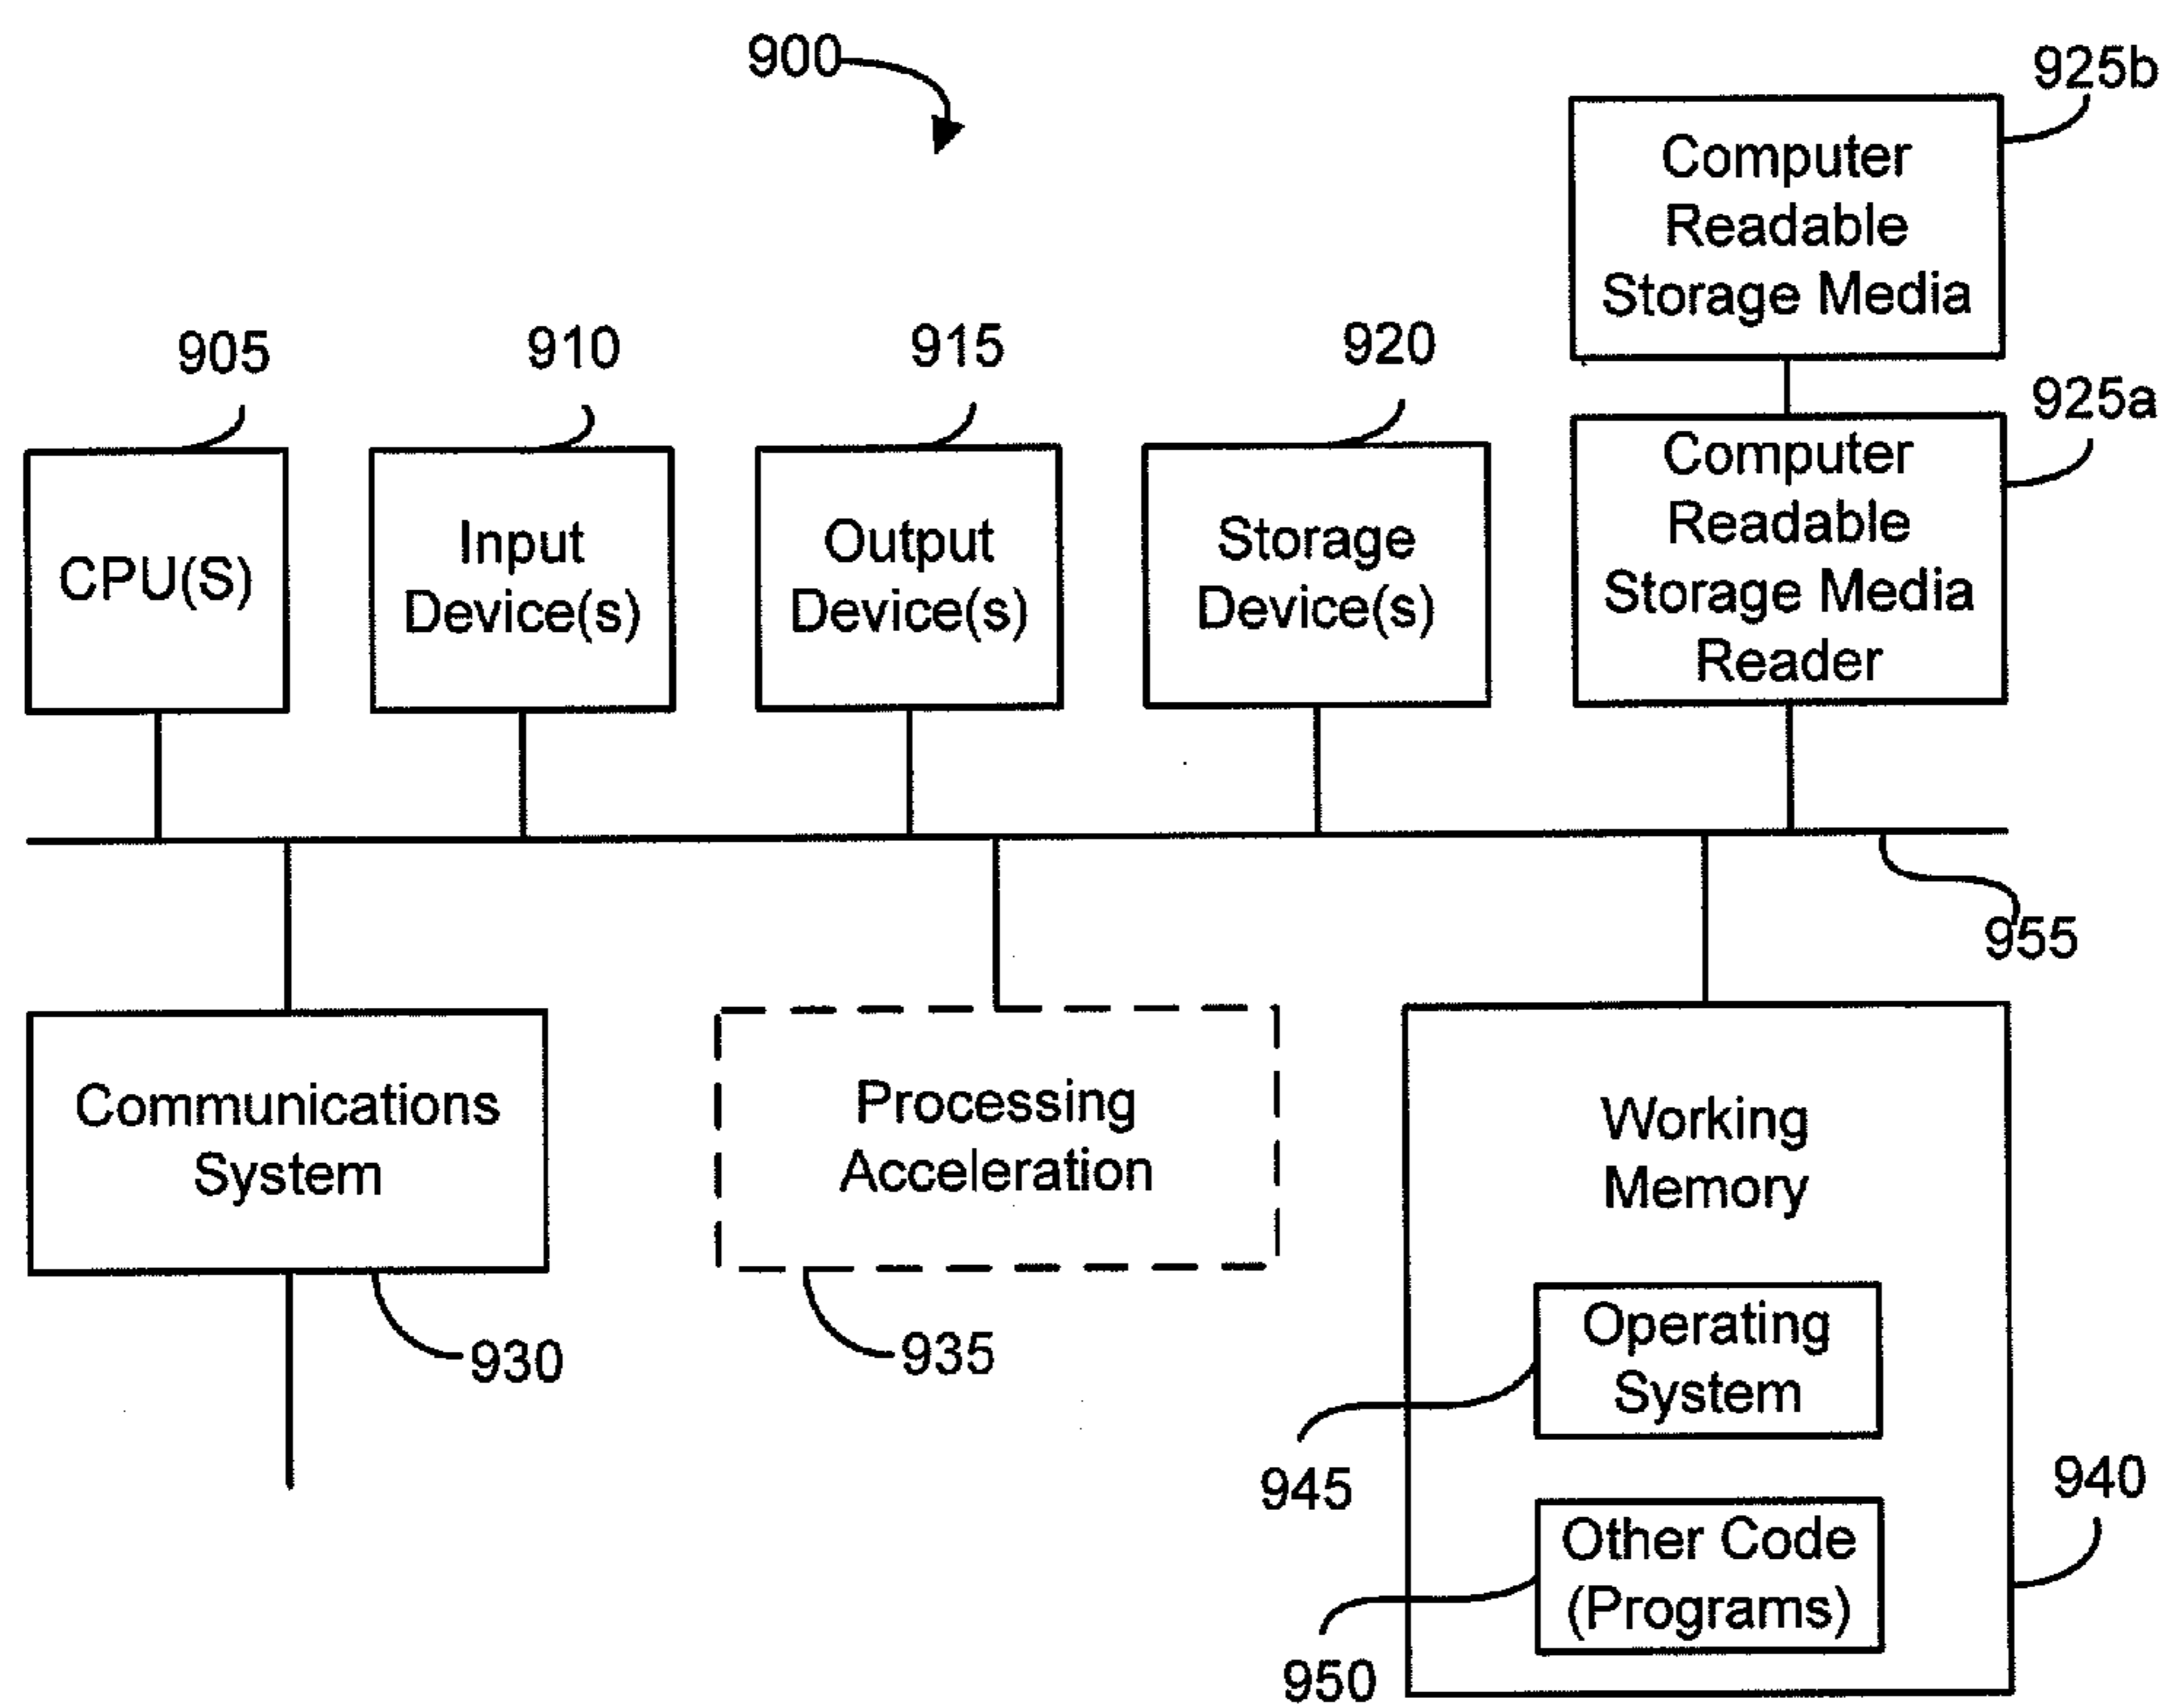 900
925b
Computer
Readable
Storage Media
905
910
915
920
925a
CPU(S)
Input
Device(s)
Output
Device(s)
Storage
Device(s)
Computer
Readable
Storage Media
Reader
955
Communications
System
930
Processing
Acceleration
935
Working
Memory
Operating
System
945
940
Other Code
(Programs)
950